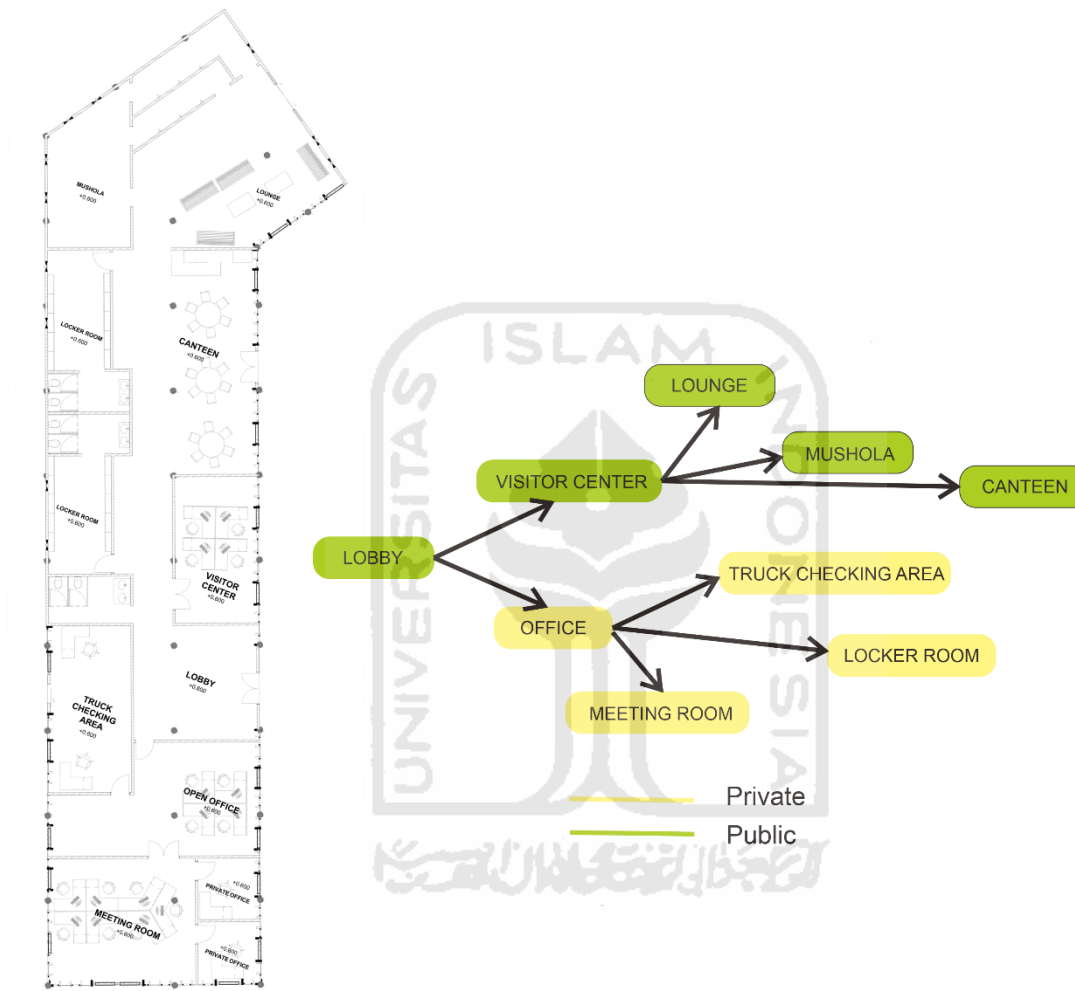 MUSHOLA
+0.600
LOUNGE
+0.600
LOCKER ROOM
+0.600
CANTEEN
+0.600
LOCKER ROOM
+0.600
VISITOR
CENTER
+0.600
LOBBY
+0.600
TRUCK
CHECKING
AREA
+0.600
OPEN OFFICE
+0.600
+0.600
PRIVATE OFFICE
MEETING ROOM
+0.600
+0.600
PRIVATE OFFICE
UNIVERSITAS
ISLAM
INDONESIA
LOUNGE
MUSHOLA
VISITOR CENTER
CANTEEN
LOBBY
TRUCK CHECKING AREA
OFFICE
LOCKER ROOM
MEETING ROOM
Private
Public